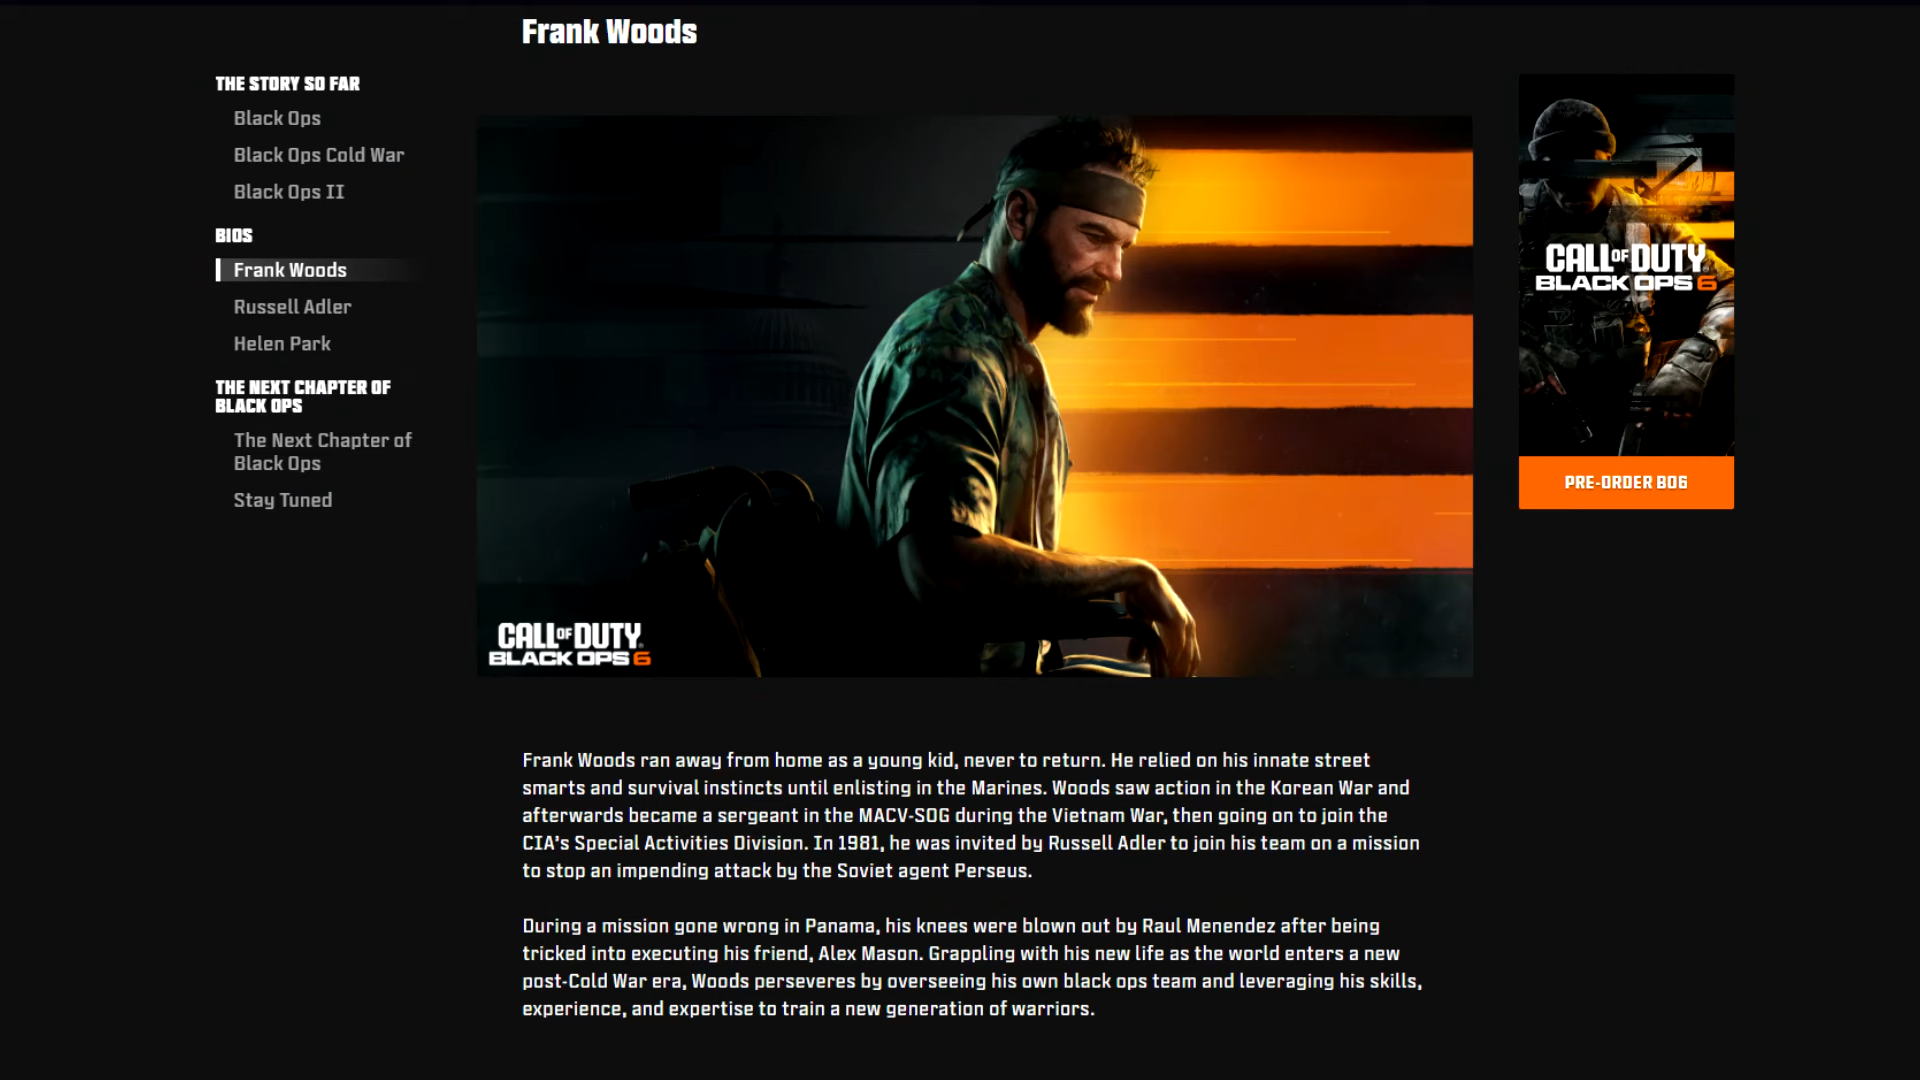 Frank Woods
THE STORY SO FAR
Black Ops
Black Ops Cold War
Black Ops II
BIOS
Frank Woods
Russell Adler
Helen Park
THE NEXT CHAPTER OF
BLACK OPS
The Next Chapter of
Black Ops
Stay Tuned
CALL OF DUTY
BLACK OPS 6
Frank Woods ran away from home as a young kid, never to return. He relied on his innate street
smarts and survival instincts until enlisting in the Marines. Woods saw action in the Korean War and
afterwards became a sergeant in the MACV-SOG during the Vietnam War, then going on to join the
CIA's Special Activities Division. In 1981, he was invited by Russell Adler to join his team on a mission
to stop an impending attack by the Soviet agent Perseus.
During a mission gone wrong in Panama, his knees were blown out by Raul Menendez after being
tricked into executing his friend, Alex Mason. Grappling with his new life as the world enters a new
post-Cold War era, Woods perseveres by overseeing his own black ops team and leveraging his skills,
experience, and expertise to train a new generation of warriors.
CALL OF DUTY
BLACK OPS 6
PRE-ORDER BO6